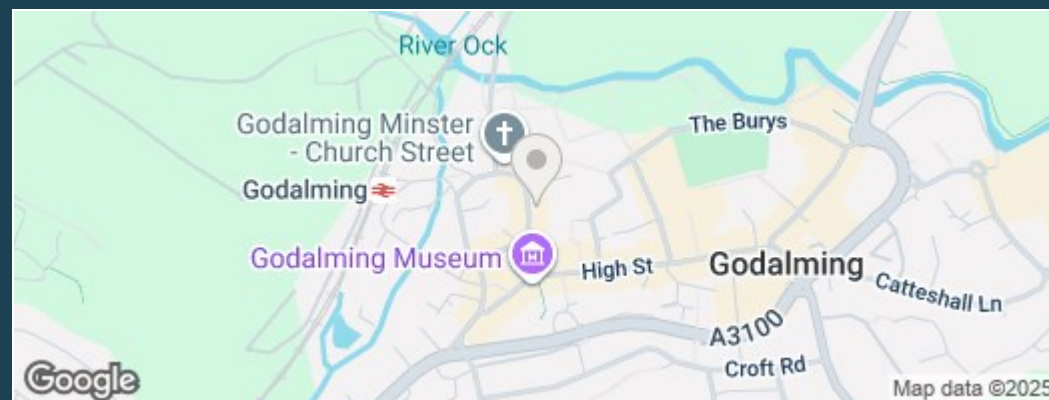 River Ock
The Burys
Godalming Minster
- Church Street
Godalming
Godalming Museum
High St
Godalming
Catteshall Ln
A3100
Croft Rd
Google
Map data ©2025